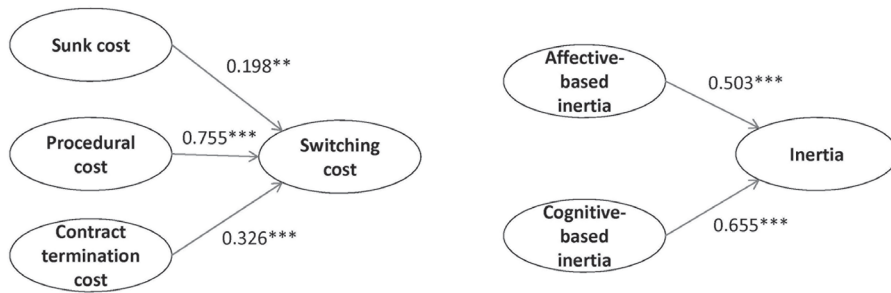 Sunk cost
0.198**
Procedural
cost
0.755***
Switching
cost
Contract
termination
cost
0.326***
Affective-
based
inertia
0.503***
Inertia
Cognitive-
based
inertia
0.655***